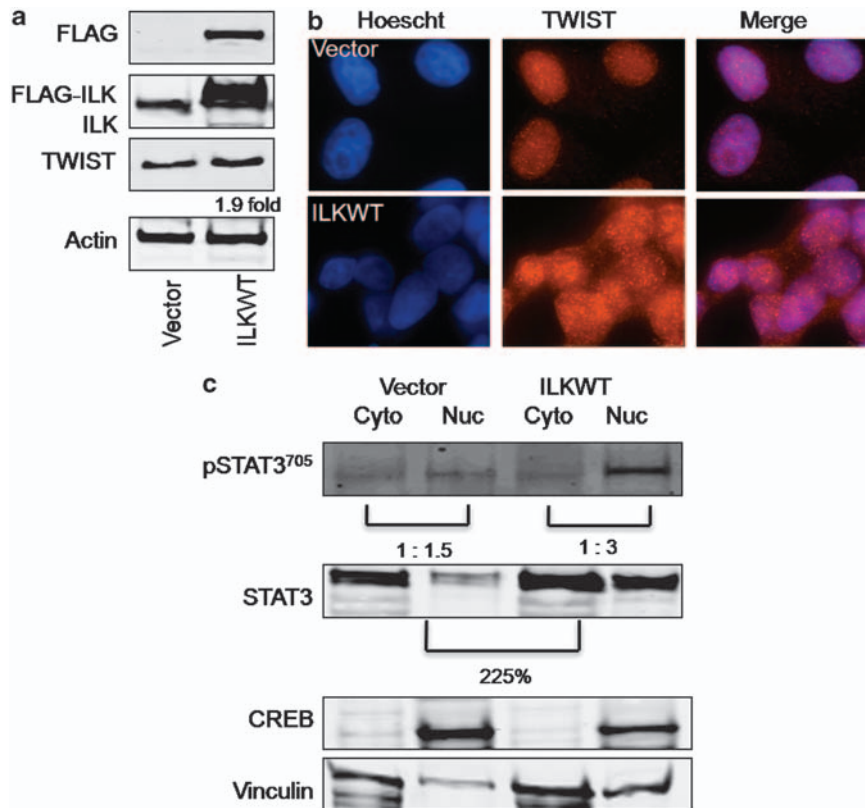 a
FLAG
FLAG-ILK
ILK
TWIST
1.9 fold
Actin
Vector
ILKWT
b
Hoescht TWIST Merge
Vector
ILKWT
c
Vector ILKWT
Cyto Nuc Cyto Nuc
pSTAT3⁷⁰⁵
1 : 1.5 1 : 3
STAT3
225%
CREB
Vinculin